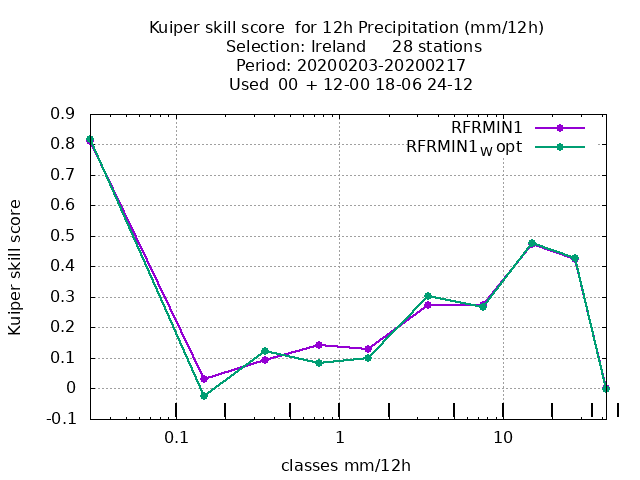 Kuiper skill score  for 12h Precipitation (mm/12h)
Selection: Ireland     28 stations
Period: 20200203-20200217
Used  00  + 12-00 18-06 24-12
RFRMIN1
RFRMIN1W opt
Kuiper skill score
0.9
0.8
0.7
0.6
0.5
0.4
0.3
0.2
0.1
0
-0.1
0.1 1 10
classes mm/12h